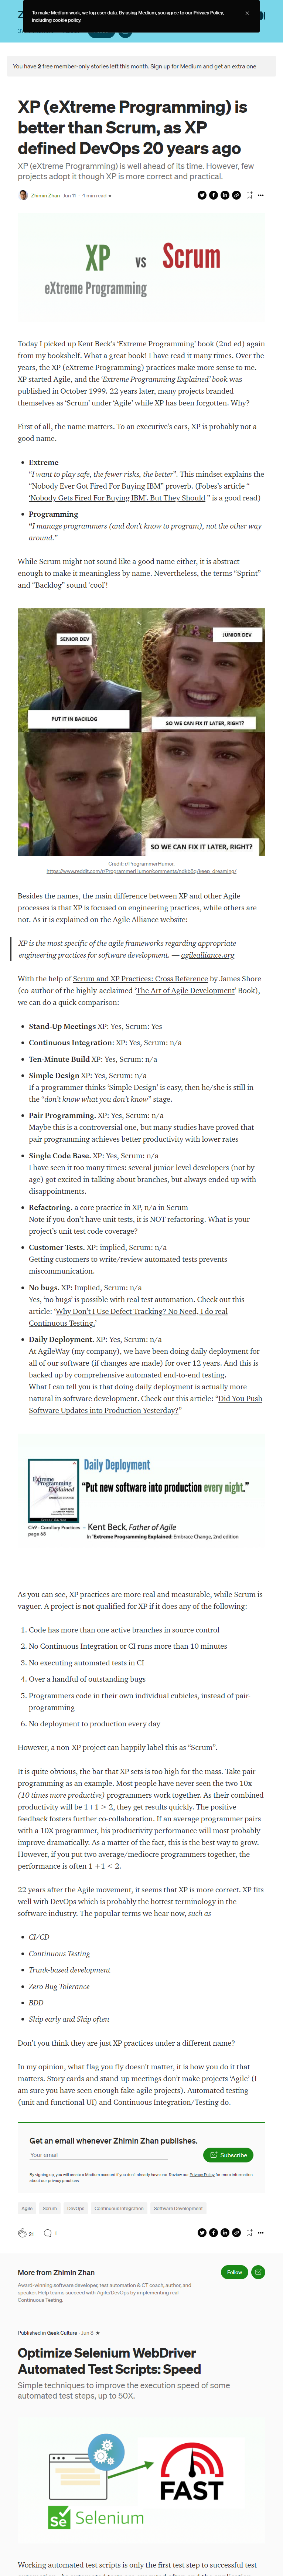 To make Medium work, we log user data. By using Medium, you agree to our Privacy Policy,
including cookie policy.
You have 2 free member-only stories left this month. Sign up for Medium and get an extra one
XP (eXtreme Programming) is
better than Scrum, as XP
defined DevOps 20 years ago
XP (eXtreme Programming) is well ahead of its time. However, few
projects adopt it though XP is more correct and practical.
Zhimin Zhan Jun 11 · 4 min read ★
XP vs Scrum
eXtreme Programming
Today I picked up Kent Beck's 'Extreme Programming' book (2nd ed) again
from my bookshelf. What a great book! I have read it many times. Over the
years, the XP (eXtreme Programming) practices make more sense to me.
XP started Agile, and the 'Extreme Programming Explained' book was
published in October 1999. 22 years later, many projects branded
themselves as 'Scrum' under 'Agile' while XP has been forgotten. Why?
First of all, the name matters. To an executive's ears, XP is probably not a
good name.
• Extreme
"I want to play safe, the fewer risks, the better". This mindset explains the
"Nobody Ever Got Fired For Buying IBM" proverb. (Fobes's article "
'Nobody Gets Fired For Buying IBM'. But They Should " is a good read)
• Programming
"I manage programmers (and don't know to program), not the other way
around."
While Scrum might not sound like a good name either, it is abstract
enough to make it meaningless by name. Nevertheless, the terms "Sprint"
and "Backlog" sound 'cool'!
SENIOR DEV
JUNIOR DEV
PUT IT IN BACKLOG
SO WE CAN FIX IT LATER, RIGHT?
SO WE CAN FIX IT LATER, RIGHT?
Credit: r/ProgrammerHumor,
Besides the names, the main difference between XP and other Agile
processes is that XP is focused on engineering practices, while others are
not. As it is explained on the Agile Alliance website:
XP is the most specific of the agile frameworks regarding appropriate
engineering practices for software development. — agilealliance.org
With the help of Scrum and XP Practices: Cross Reference by James Shore
(co-author of the highly-acclaimed 'The Art of Agile Development' Book),
we can do a quick comparison:
• Stand-Up Meetings XP: Yes, Scrum: Yes
• Continuous Integration: XP: Yes, Scrum: n/a
• Ten-Minute Build XP: Yes, Scrum: n/a
• Simple Design XP: Yes, Scrum: n/a
If a programmer thinks 'Simple Design' is easy, then he/she is still in
the "don't know what you don't know" stage.
• Pair Programming. XP: Yes, Scrum: n/a
Maybe this is a controversial one, but many studies have proved that
pair programming achieves better productivity with lower rates
• Single Code Base. XP: Yes, Scrum: n/a
I have seen it too many times: several junior-level developers (not by
age) got excited in talking about branches, but always ended up with
disappointments.
• Refactoring. a core practice in XP, n/a in Scrum
Note if you don't have unit tests, it is NOT refactoring. What is your
project's unit test code coverage?
• Customer Tests. XP: implied, Scrum: n/a
Getting customers to write/review automated tests prevents
miscommunication.
• No bugs. XP: Implied, Scrum: n/a
Yes, 'no bugs' is possible with real test automation. Check out this
article: 'Why Don't I Use Defect Tracking? No Need, I do real
Continuous Testing.'
• Daily Deployment. XP: Yes, Scrum: n/a
At AgileWay (my company), we have been doing daily deployment for
all of our software (if changes are made) for over 12 years. And this is
backed up by comprehensive automated end-to-end testing.
What I can tell you is that doing daily deployment is actually more
natural in software development. Check out this article: "Did You Push
Software Updates into Production Yesterday?"
Daily Deployment
"Put new software into production every night."
Ch9 : Corollary Practices
page 68
– Kent Beck, Father of Agile
In "Extreme Programming Explained: Embrace Change, 2nd edition
As you can see, XP practices are more real and measurable, while Scrum is
vaguer. A project is not qualified for XP if it does any of the following:
1. Code has more than one active branches in source control
2. No Continuous Integration or CI runs more than 10 minutes
3. No executing automated tests in CI
4. Over a handful of outstanding bugs
5. Programmers code in their own individual cubicles, instead of pair-
programming
6. No deployment to production every day
However, a non-XP project can happily label this as "Scrum".
It is quite obvious, the bar that XP sets is too high for the mass. Take pair-
programming as an example. Most people have never seen the two 10x
(10 times more productive) programmers work together. As their combined
productivity will be 1+1 > 2, they get results quickly. The positive
feedback fosters further co-collaboration. If an average programmer pairs
with a 10X programmer, his productivity performance will most probably
improve dramatically. As a matter of the fact, this is the best way to grow.
However, if you put two average/mediocre programmers together, the
performance is often 1 +1 < 2.
22 years after the Agile movement, it seems that XP is more correct. XP fits
well with DevOps which is probably the hottest terminology in the
software industry. The popular terms we hear now, such as
• CI/CD
• Continuous Testing
• Trunk-based development
• Zero Bug Tolerance
• BDD
• Ship early and Ship often
Don't you think they are just XP practices under a different name?
In my opinion, what flag you fly doesn't matter, it is how you do it that
matters. Story cards and stand-up meetings don't make projects 'Agile' (I
am sure you have seen enough fake agile projects). Automated testing
(unit and functional UI) and Continuous Integration/Testing do.
Get an email whenever Zhimin Zhan publishes.
Your email
Subscribe
By signing up, you will create a Medium account if you don't already have one. Review our Privacy Policy for more information
about our privacy practices.
Agile Scrum DevOps Continuous Integration Software Development
21 1
More from Zhimin Zhan
Follow
Award-winning software developer, test automation & CT coach, author, and
speaker. Help teams succeed with Agile/DevOps by implementing real
Continuous Testing.
Published in Geek Culture · Jun 8 ★
Optimize Selenium WebDriver
Automated Test Scripts: Speed
Simple techniques to improve the execution speed of some
automated test steps, up to 50X.
FAST
Se Selenium
Working automated test scripts is only the first test step to successful test